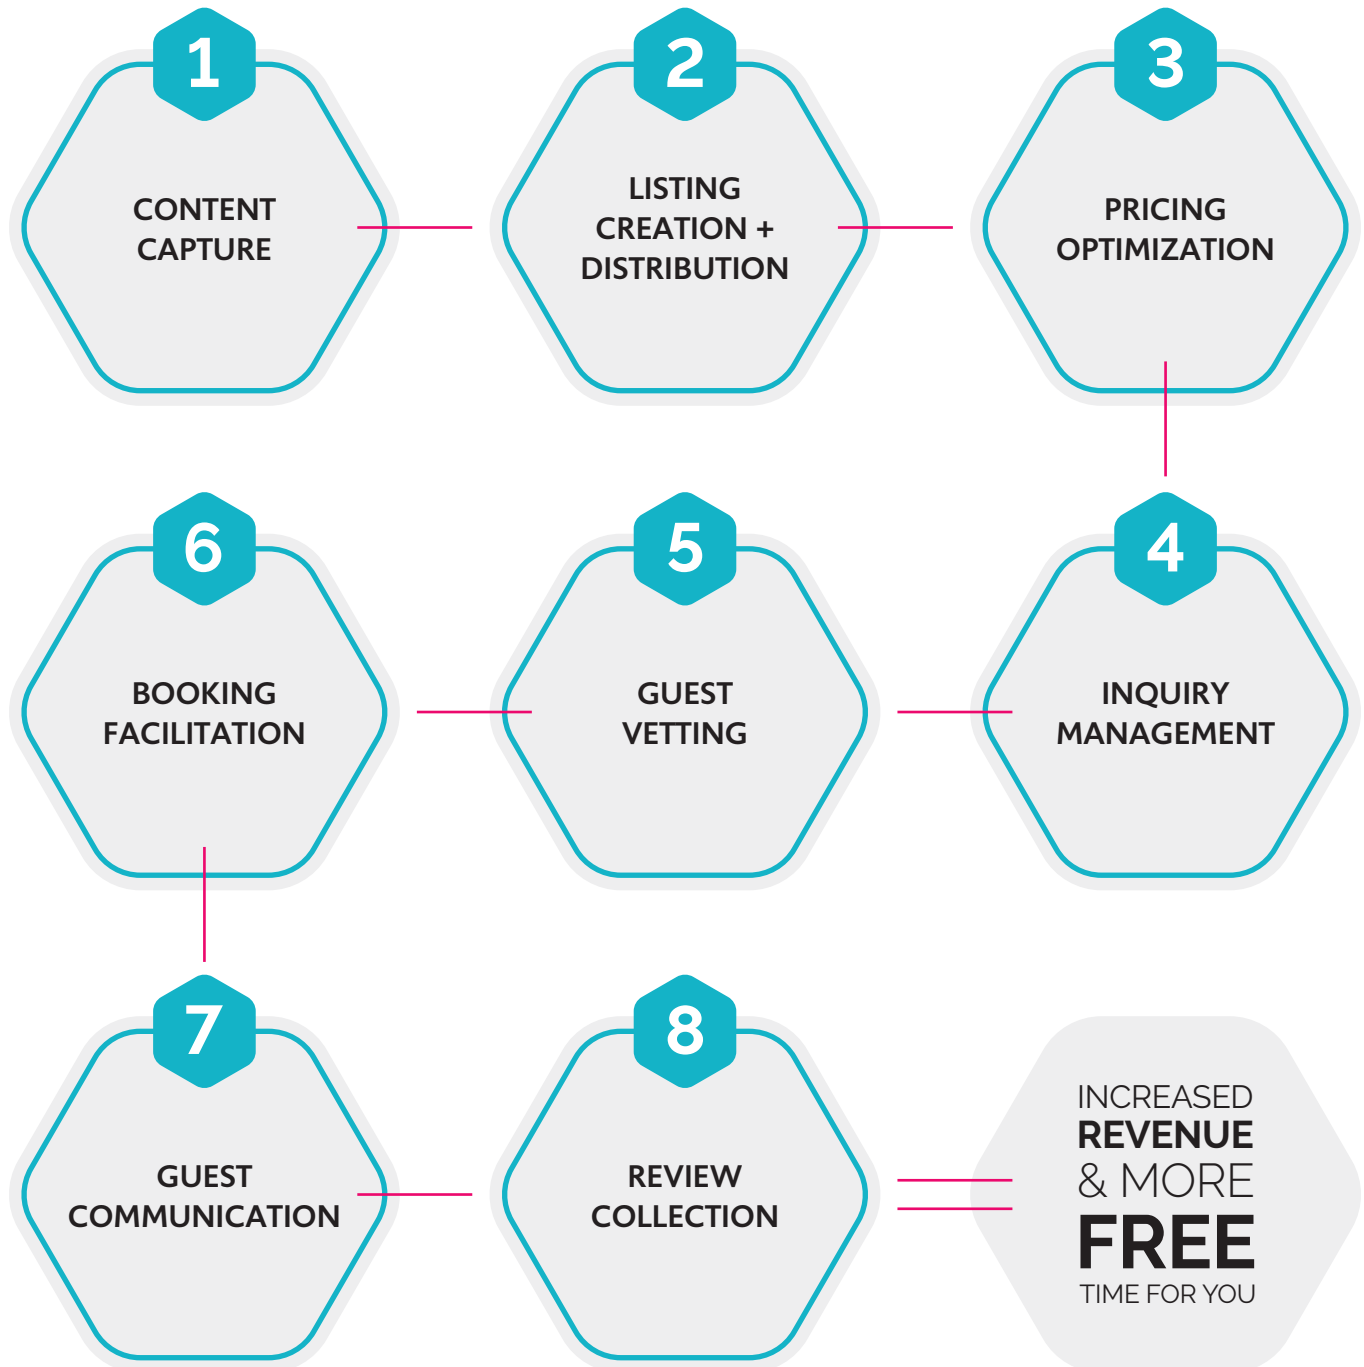 1
CONTENT
CAPTURE
2
LISTING
CREATION +
DISTRIBUTION
3
PRICING
OPTIMIZATION
4
INQUIRY
MANAGEMENT
5
GUEST
VETTING
6
BOOKING
FACILITATION
7
GUEST
COMMUNICATION
8
REVIEW
COLLECTION
INCREASED
REVENUE
& MORE
FREE
TIME FOR YOU